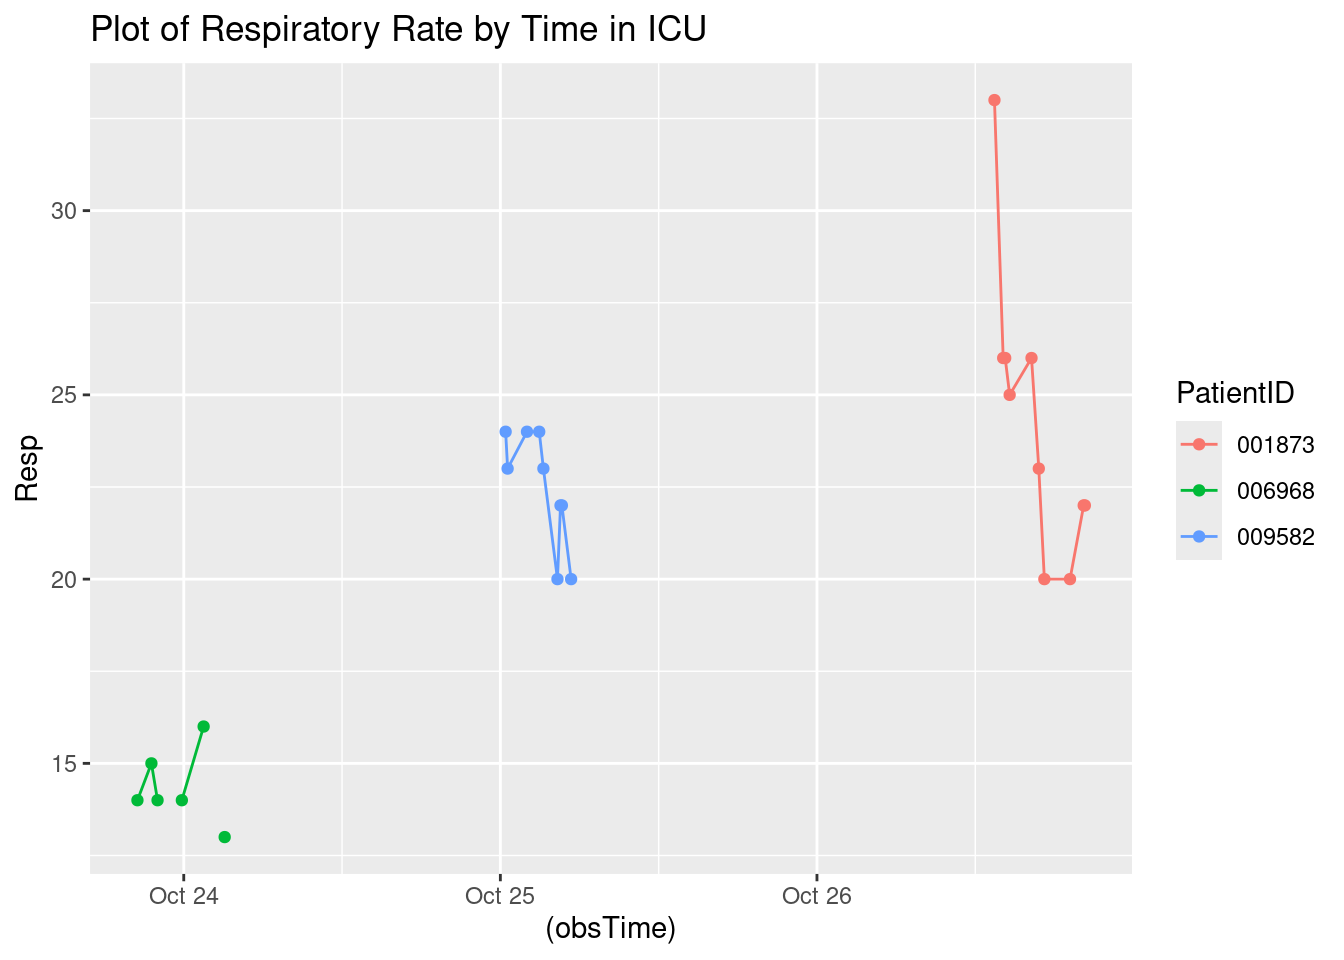 Plot of Respiratory Rate by Time in ICU
Resp
30
25
20
15
Oct 24
Oct 25
Oct 26
(obsTime)
PatientID
001873
006968
009582